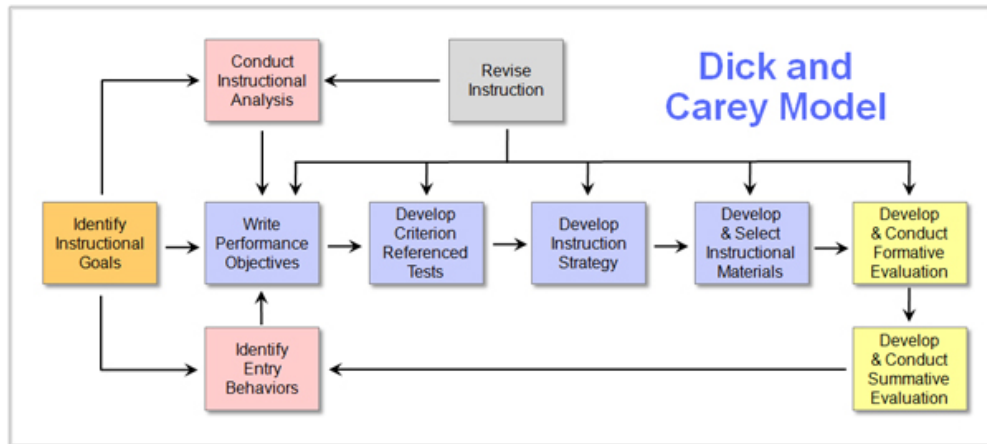 Conduct
Instructional
Analysis
Revise
Instruction
Dick and
Carey Model
Identify
Instructional
Goals
Write
Performance
Objectives
Develop
Criterion
Referenced
Tests
Develop
Instruction
Strategy
Develop
& Select
Instructional
Materials
Develop
& Conduct
Formative
Evaluation
Identify
Entry
Behaviors
Develop
& Conduct
Summative
Evaluation